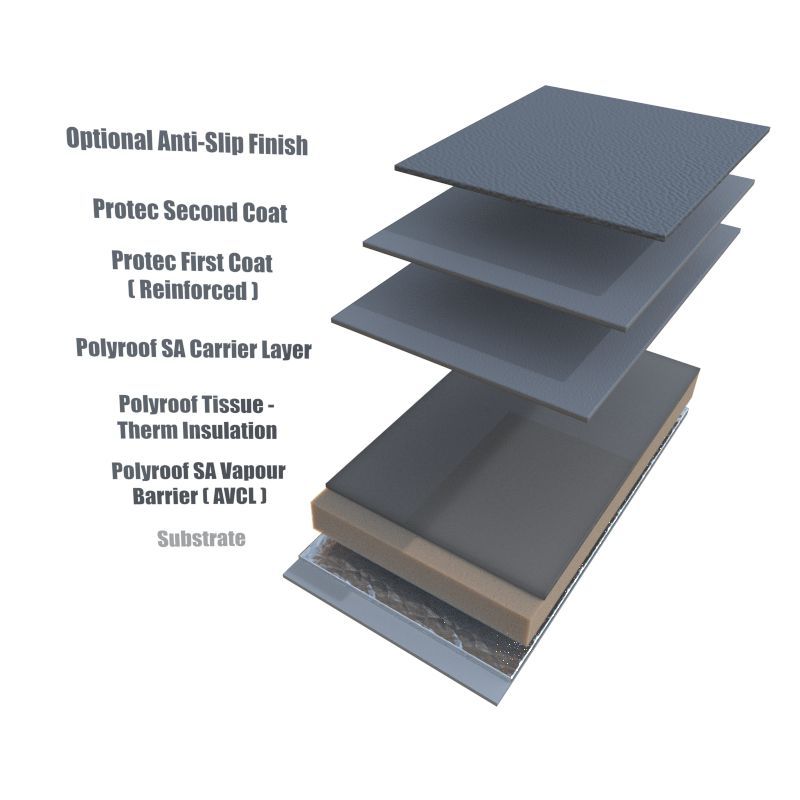 Optional Anti-Slip Finish
Protec Second Coat
Protec First Coat
( Reinforced )
Polyroof SA Carrier Layer
Polyroof Tissue -
Therm Insulation
Polyroof SA Vapour
Barrier ( AVCL )
Substrate